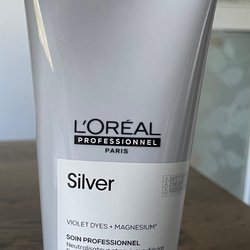 L'ORÉAL
PROFESSIONNEL
PARIS
Silver
VIOLET DYES + MAGNESIUM*
SOIN PROFESSIONNEL